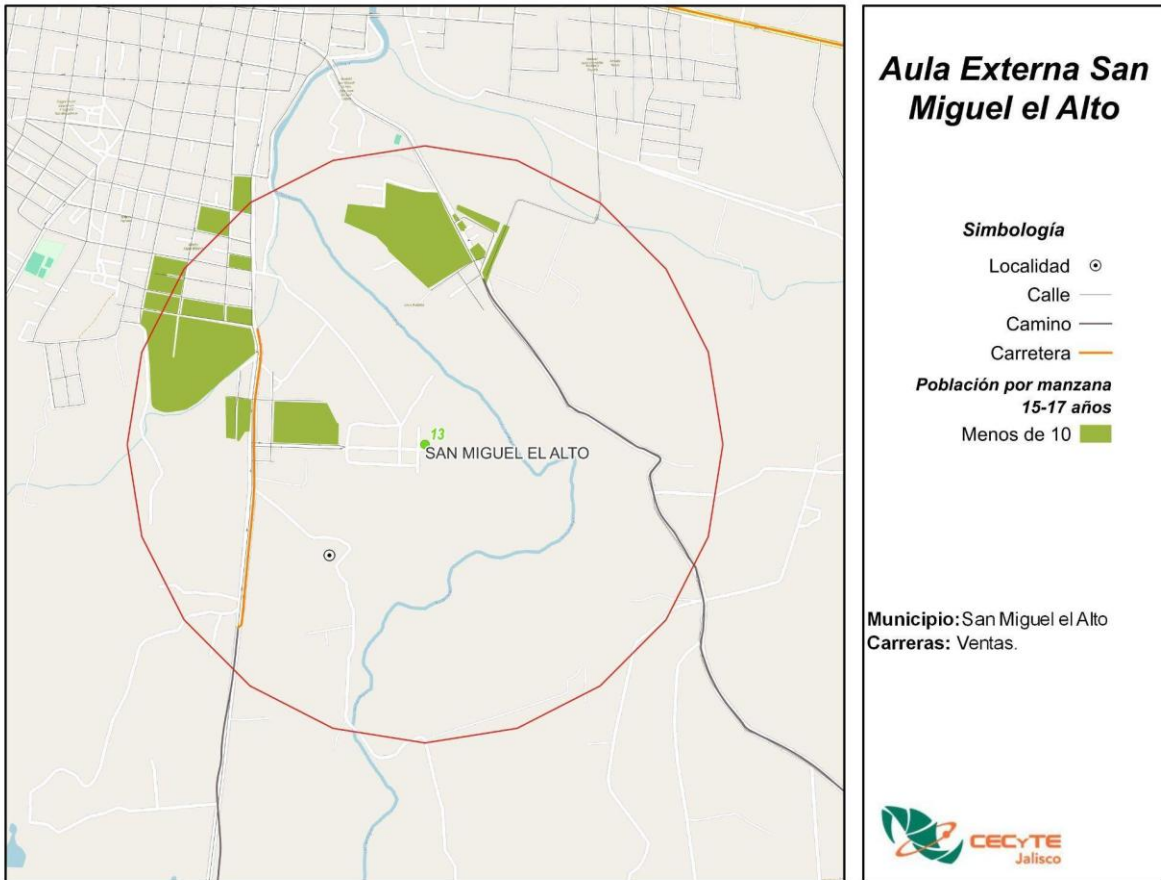 13
SAN MIGUEL EL ALTO
Aula Externa San
Miguel el Alto
Simbología
Localidad
Calle
Camino
Carretera
Población por manzana
15-17 años
Menos de 10
Municipio: San Miguel el Alto
Carreras: Ventas.
CECyTE
Jalisco